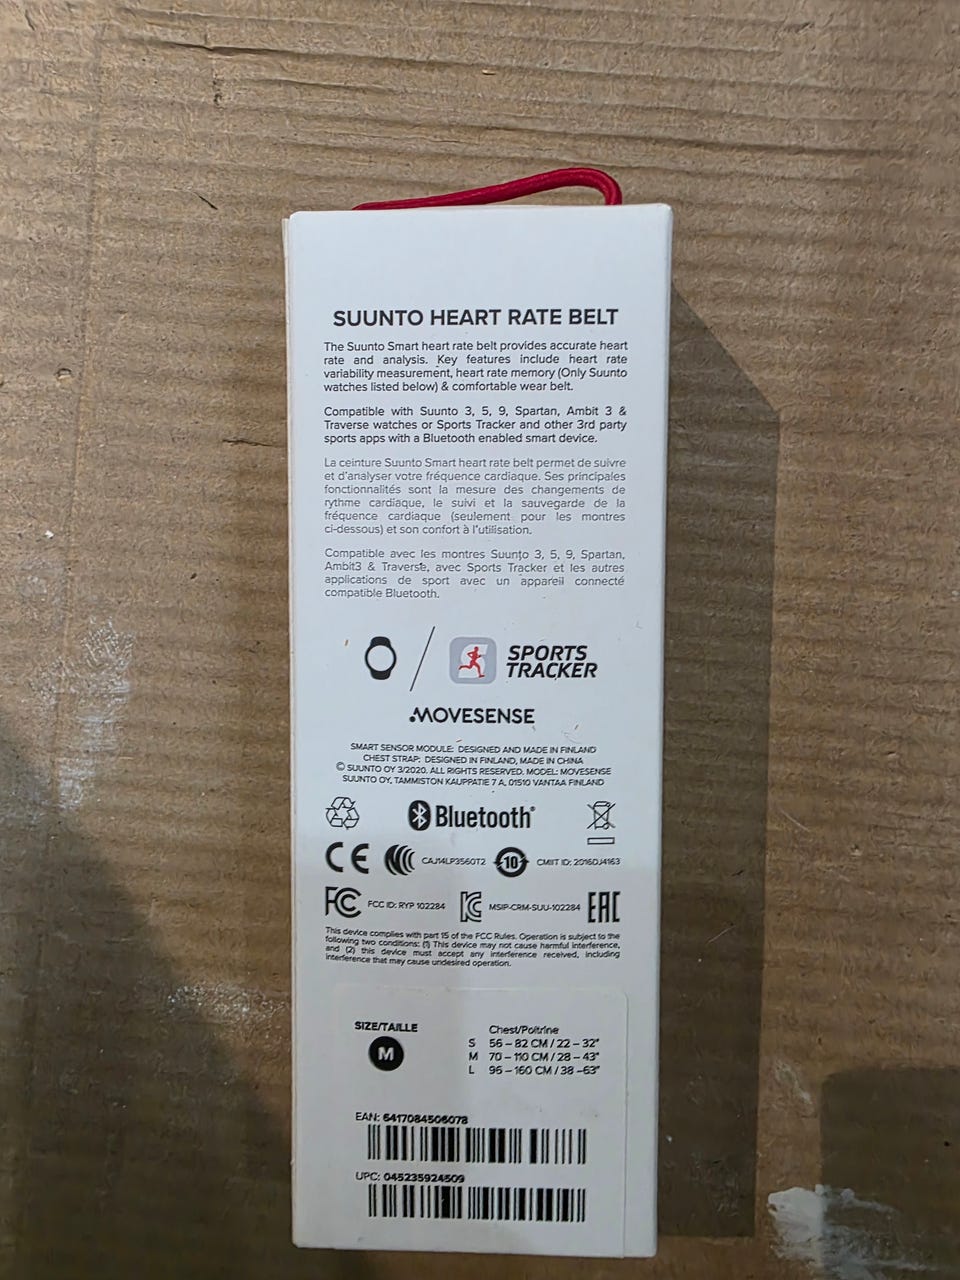 SUUNTO HEART RATE BELT
The Suunto Smart heart rate belt provides accurate heart
rate and analysis. Key features include heart rate
variability measurement, heart rate memory (Only Suunto
watches listed below) & comfortable wear belt.
Compatible with Suunto 3, 5, 9, Spartan, Ambit 3 &
Traverse watches or Sports Tracker and other 3rd party
sports apps with a Bluetooth enabled smart device.
La ceinture Suunto Smart heart rate belt permet de suivre
et d'analyser votre fréquence cardiaque. Ses principales
fonctionnalités sont la mesure des changements de
rythme cardiaque, le suivi et la sauvegarde de la
fréquence cardiaque (seulement pour les montres
ci-dessous) et son confort à l'utilisation.
Compatible avec les montres Suunto 3, 5, 9, Spartan,
Ambit3 & Traverse, avec Sports Tracker et les autres
applications de sport avec un appareil connecté
compatible Bluetooth.
SPORTS
TRACKER
MOVESENSE
SMART SENSOR MODULE: DESIGNED AND MADE IN FINLAND
CHEST STRAP: DESIGNED IN FINLAND, MADE IN CHINA
© SUUNTO OY 3/2020. ALL RIGHTS RESERVED. MODEL: MOVESENSE
SUUNTO OY, TAMMISTON KAUPPATIE 7 A, 01510 VANTAA FINLAND
Bluetooth®
CE CAJ14LP3560T2 10 CMIIT ID: 2016DJ4163
FC FCC ID: RYP 102284 KC MSIP-CRM-SUU-102284 EAC
This device complies with part 15 of the FCC Rules. Operation is subject to the
following two conditions: (1) This device may not cause harmful interference,
and (2) this device must accept any interference received, including
interference that may cause undesired operation.
SIZE/TAILLE Chest/Poitrine
S 56 – 82 CM / 22 – 32"
M M 70 – 110 CM / 28 – 43"
L 96 – 160 CM / 38 –63"
EAN: 6417084506078
UPC: 045235924509